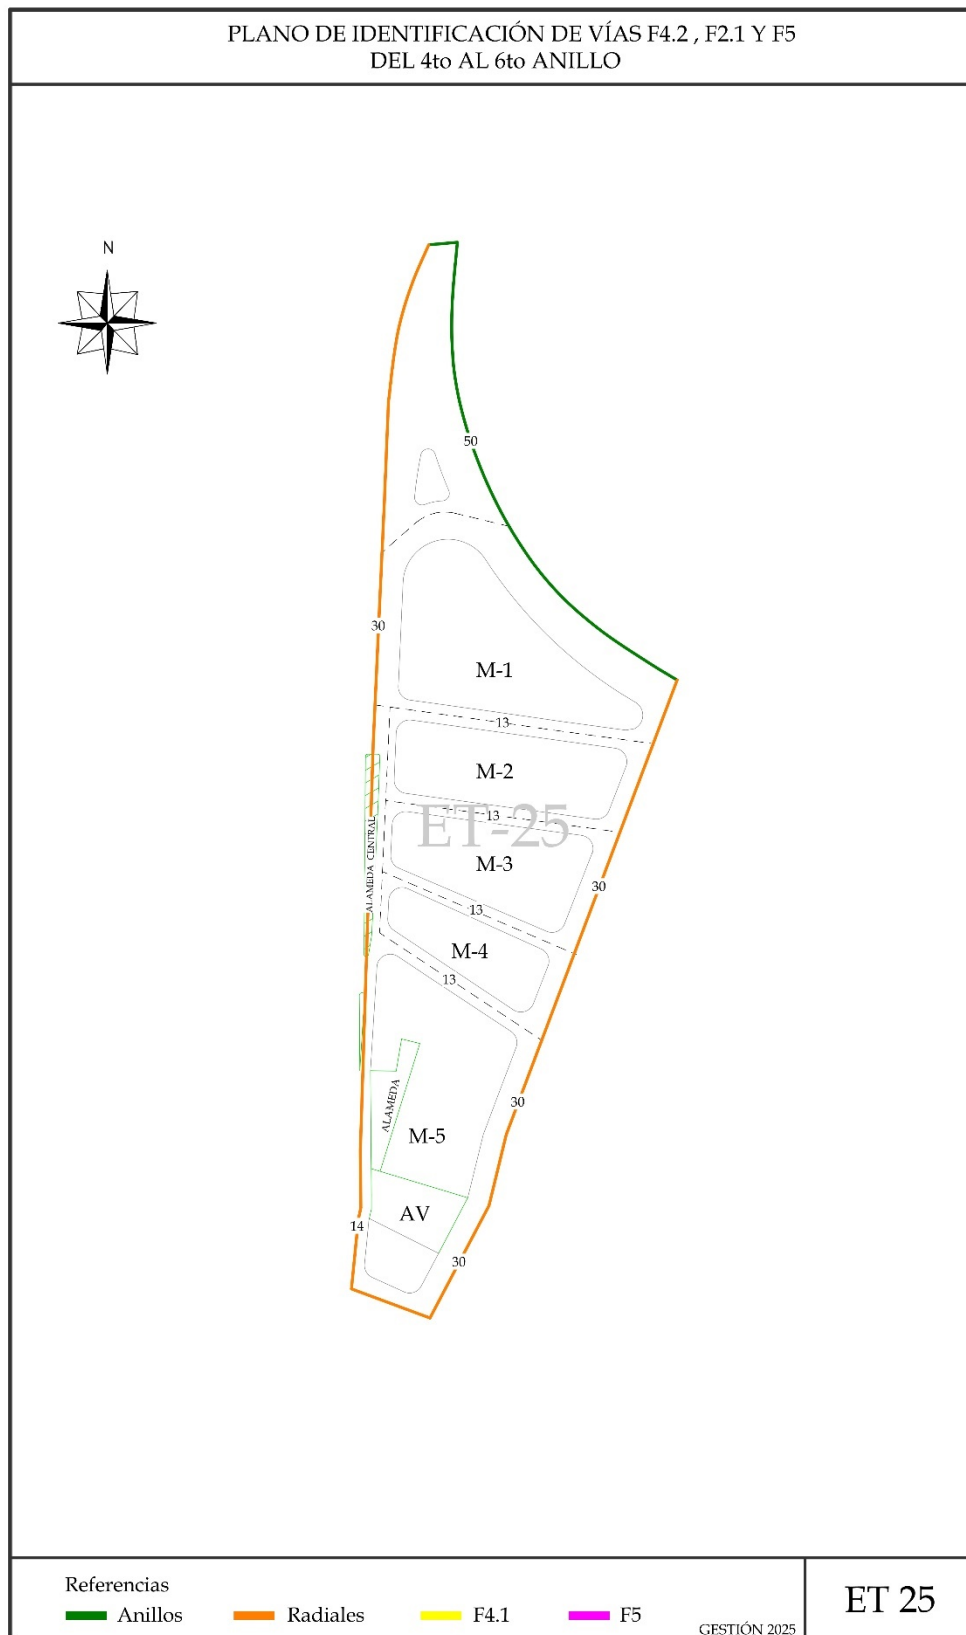 PLANO DE IDENTIFICACIÓN DE VÍAS F4.2 , F2.1 Y F5
DEL 4to AL 6to ANILLO
N
50
30
M-1
13
M-2
13
ET-25
M-3
ALAMEDA CENTRAL
30
13
M-4
13
30
ALAMEDA
M-5
AV
14
30
Referencias
Anillos
Radiales
F4.1
F5
GESTIÓN 2025
ET 25